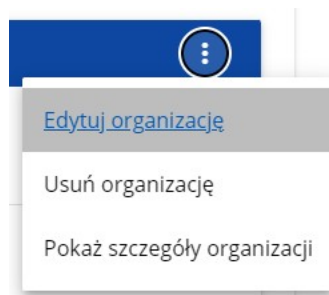 Edytuj organizację
Usuń organizację
Pokaż szczegóły organizacji